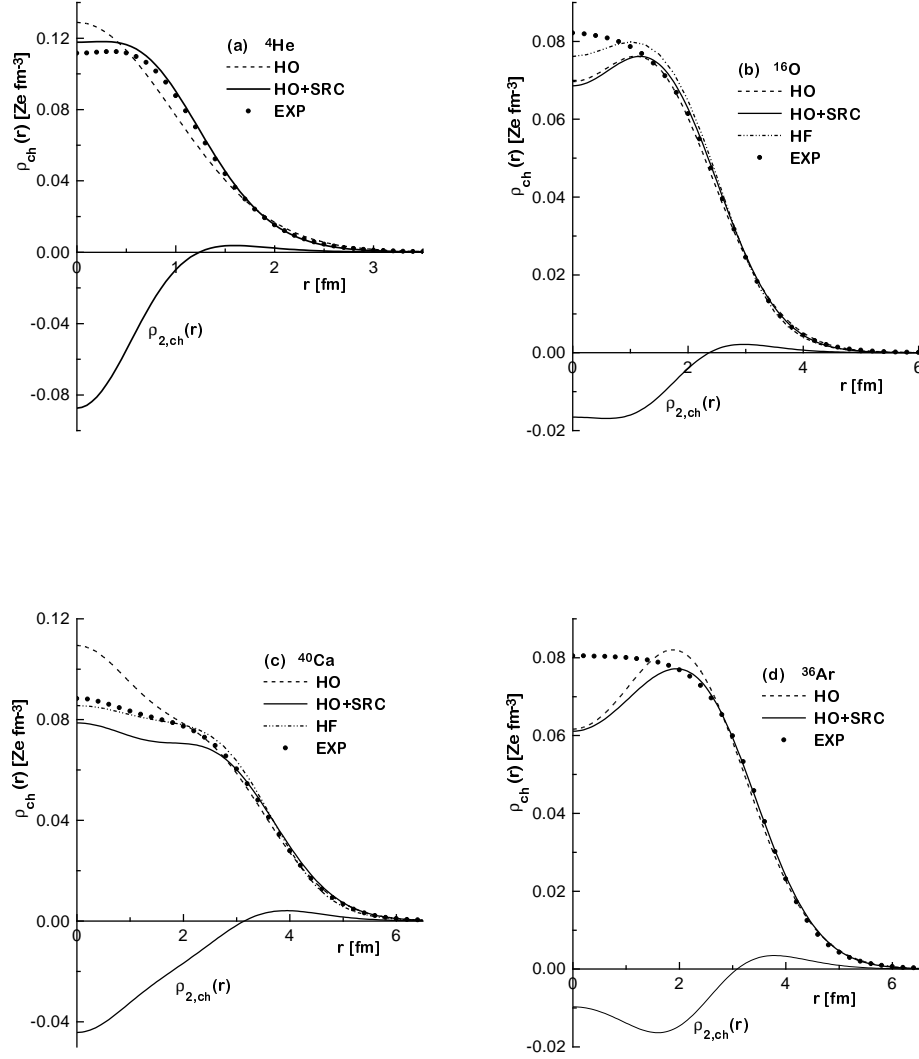 (a) ⁴He
HO
HO+SRC
EXP
ρch (r) [Ze fm-3]
0.12
0.08
0.04
0.00
-0.04
-0.08
0 1 2 3
r [fm]
ρ2,ch(r)
(b) ¹⁶O
HO
HO+SRC
HF
EXP
ρch (r) [Ze fm-3]
0.08
0.06
0.04
0.02
0.00
-0.02
0 2 4 6
r [fm]
ρ2,ch(r)
(c) ⁴⁰Ca
HO
HO+SRC
HF
EXP
ρch (r) [Ze fm-3]
0.12
0.08
0.04
0.00
-0.04
0 2 4 6
r [fm]
ρ2,ch(r)
(d) ³⁶Ar
HO
HO+SRC
EXP
ρch (r) [Ze fm-3]
0.08
0.06
0.04
0.02
0.00
-0.02
0 2 4 6
r [fm]
ρ2,ch(r)